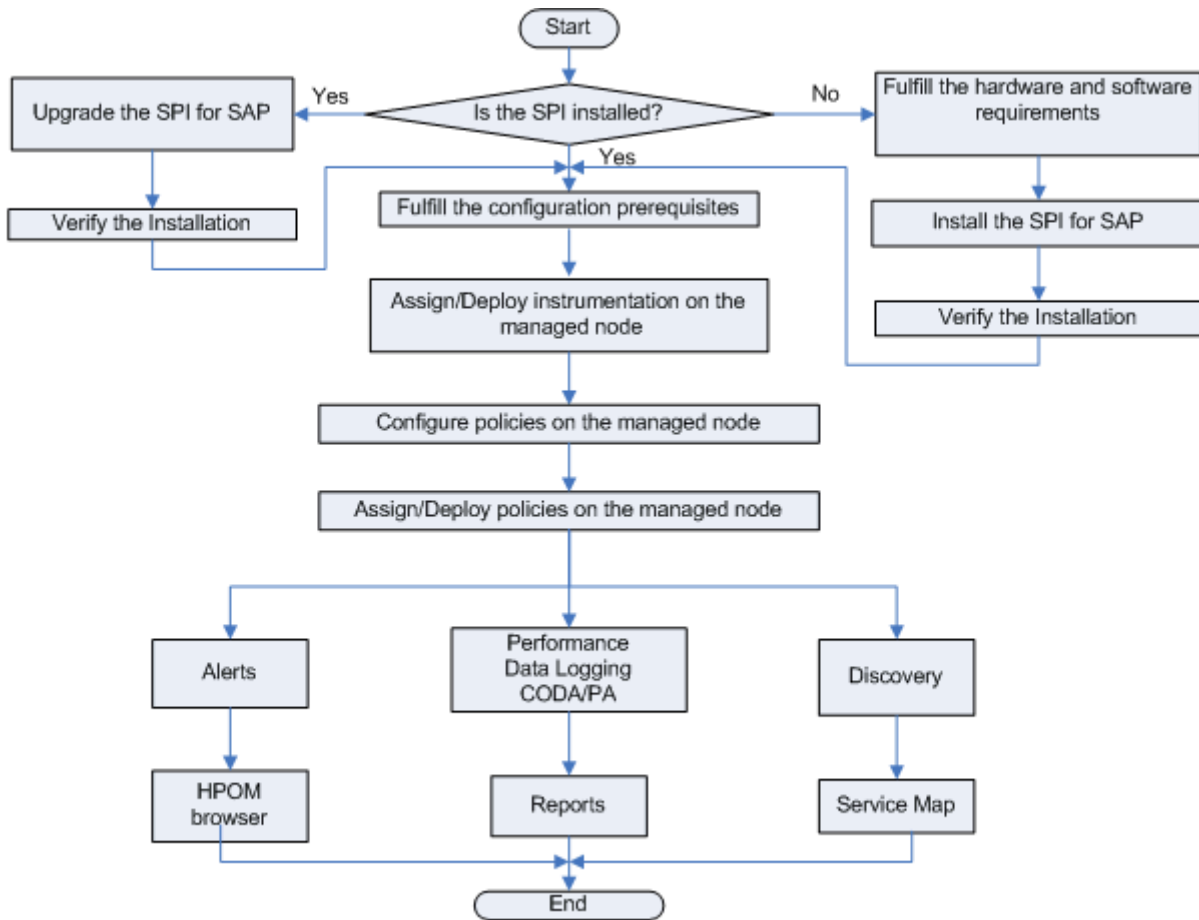 Start
Yes
No
Upgrade the SPI for SAP
Is the SPI installed?
Fulfill the hardware and software
requirements
Yes
Verify the Installation
Fulfill the configuration prerequisites
Install the SPI for SAP
Assign/Deploy instrumentation on the
managed node
Verify the Installation
Configure policies on the managed node
Assign/Deploy policies on the managed node
Alerts
Performance
Data Logging
CODA/PA
Discovery
HPOM
browser
Reports
Service Map
End